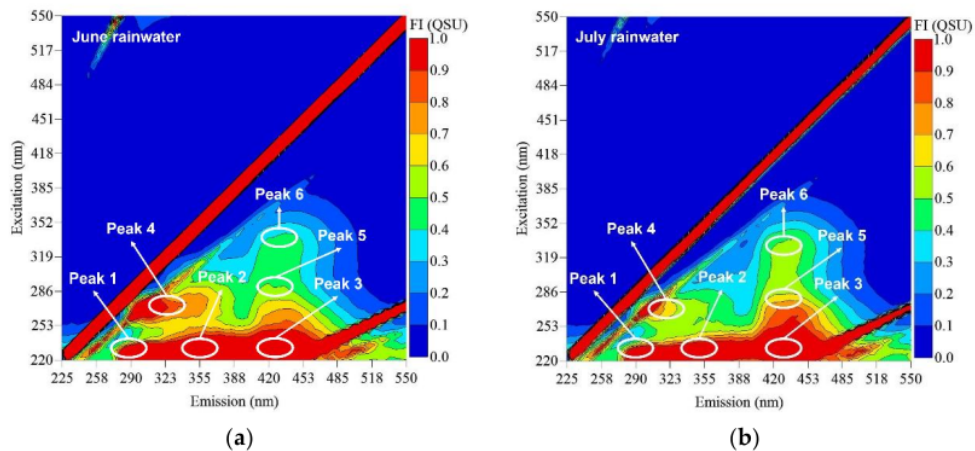 June rainwater
FI (QSU)
550
517
484
451
418
385
352
319
286
253
220
Excitation (nm)
1.0
0.9
0.8
0.7
0.6
0.5
0.4
0.3
0.2
0.1
0.0
Peak 6
Peak 4
Peak 5
Peak 1
Peak 2
Peak 3
225 258 290 323 355 388 420 453 485 518 550
Emission (nm)
(a)
July rainwater
FI (QSU)
550
517
484
451
418
385
352
319
286
253
220
Excitation (nm)
1.0
0.9
0.8
0.7
0.6
0.5
0.4
0.3
0.2
0.1
0.0
Peak 6
Peak 4
Peak 5
Peak 1
Peak 2
Peak 3
225 258 290 323 355 388 420 453 485 518 550
Emission (nm)
(b)